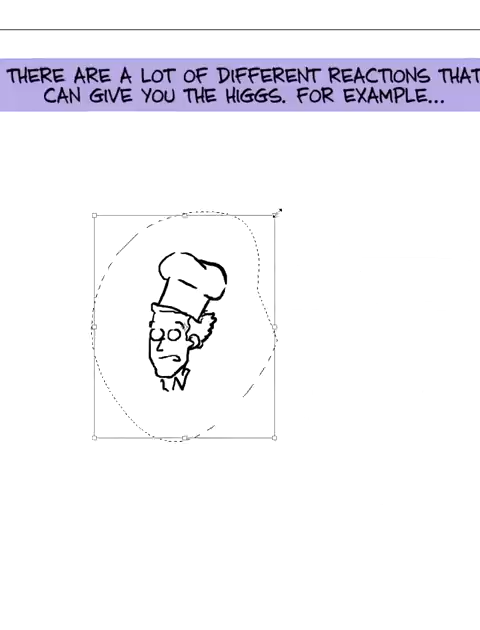 THERE ARE A LOT OF DIFFERENT REACTIONS THAT
CAN GIVE YOU THE HIGGS. FOR EXAMPLE...